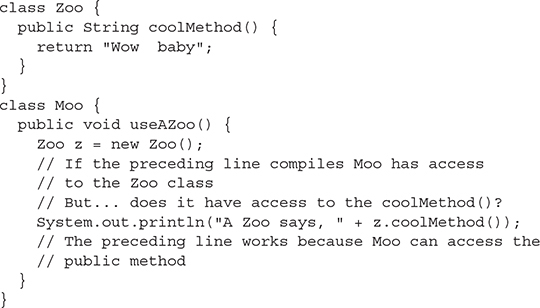 class Zoo {
  public String coolMethod() {
    return "Wow  baby";
  }
}
class Moo {
  public void useAZoo() {
    Zoo z = new Zoo();
    // If the preceding line compiles Moo has access
    // to the Zoo class
    // But... does it have access to the coolMethod()?
    System.out.println("A Zoo says, " + z.coolMethod());
    // The preceding line works because Moo can access the
    // public method
  }
}